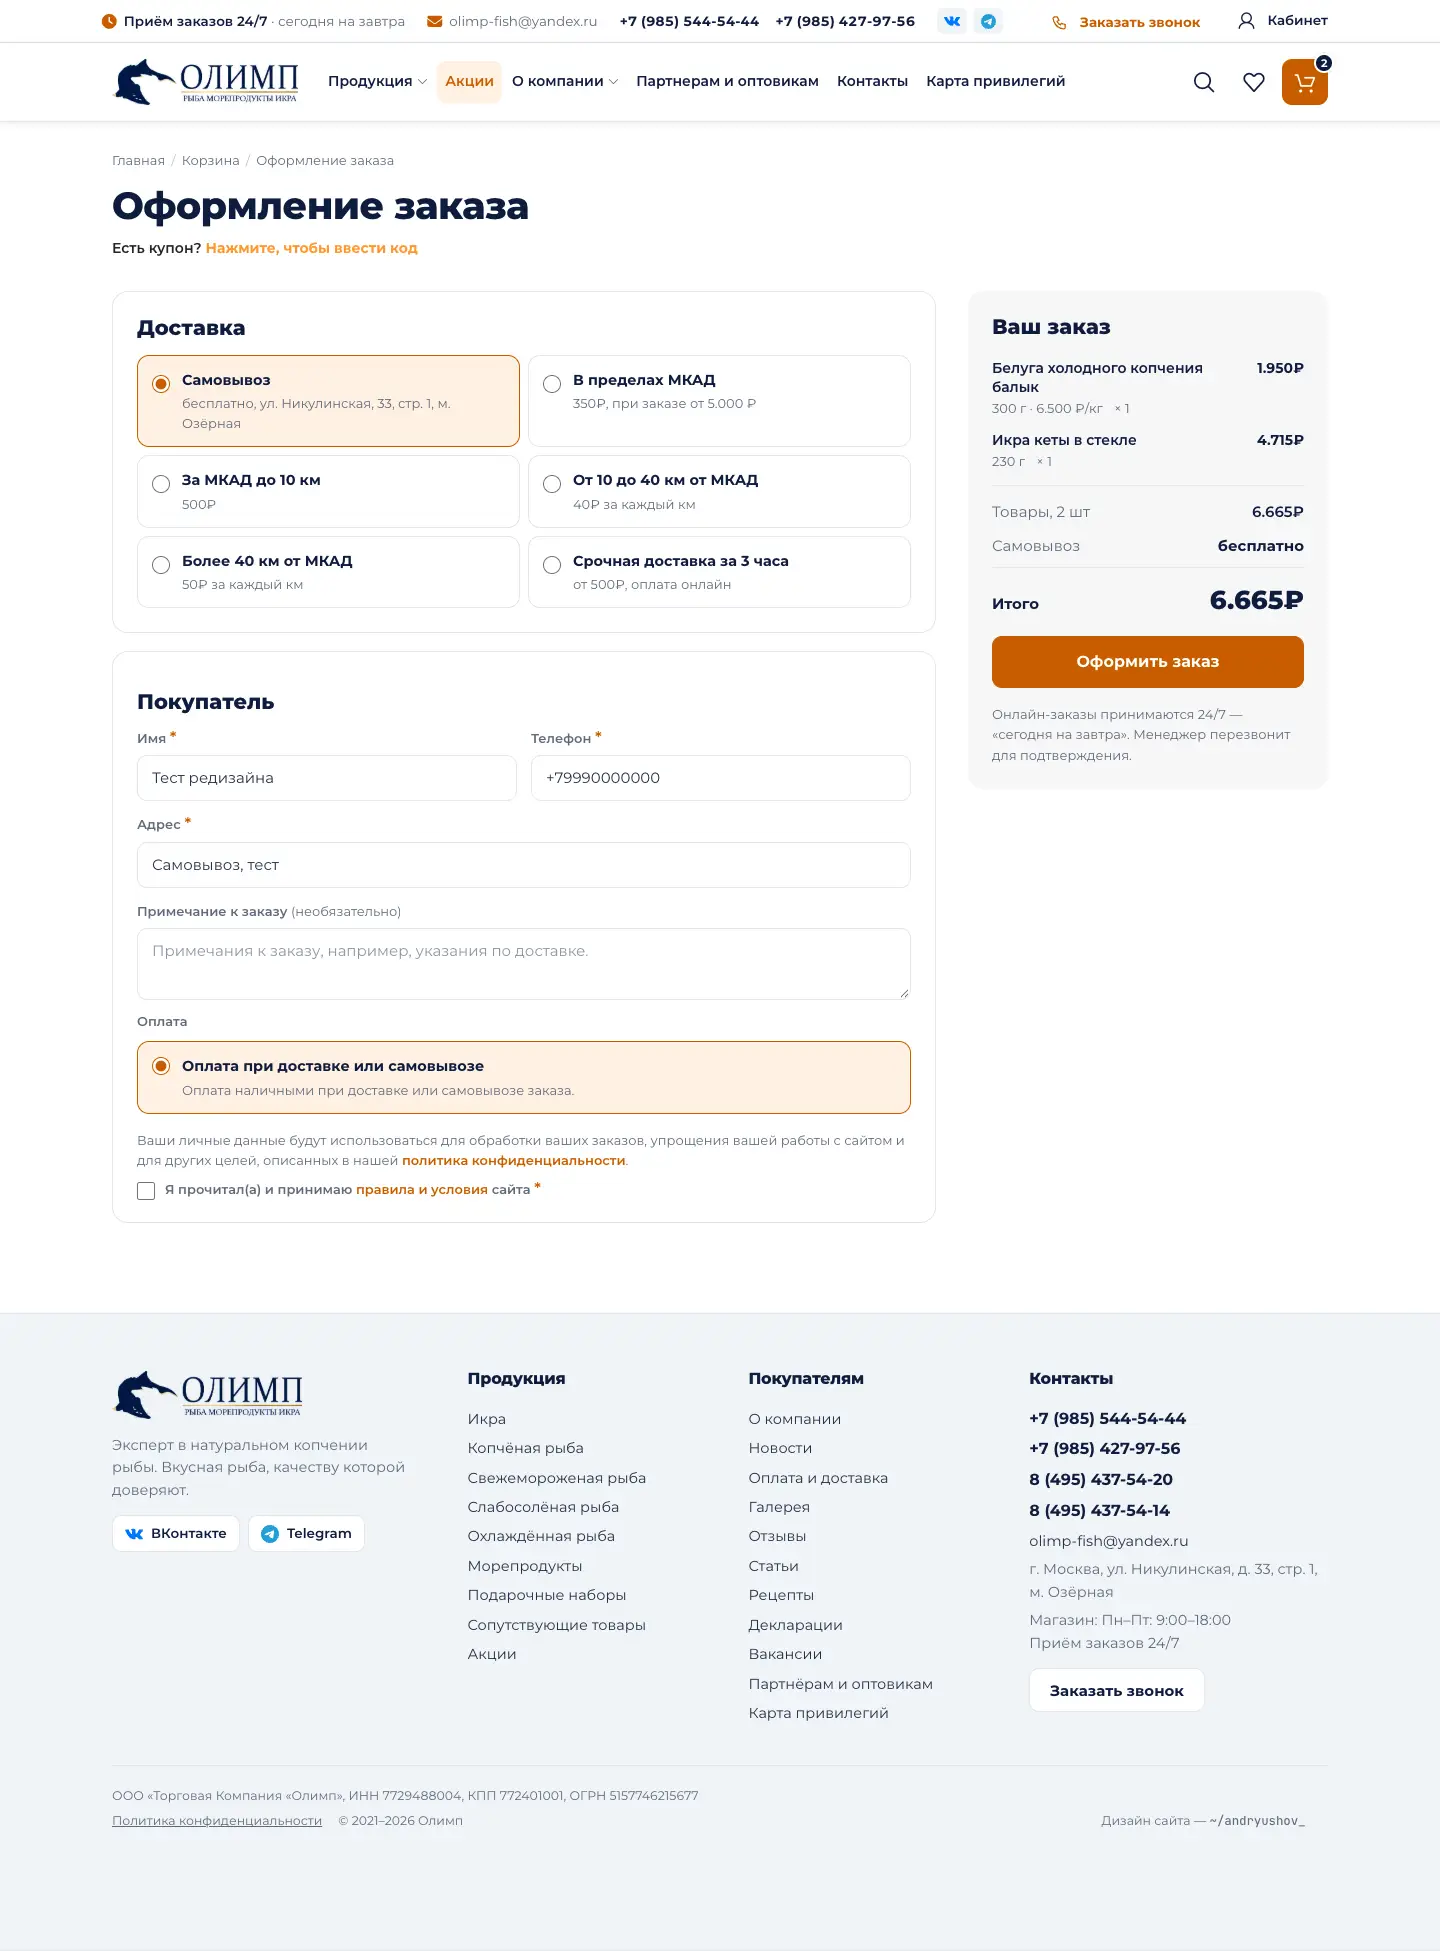 Приём заказов 24/7 · сегодня на завтра olimp-fish@yandex.ru +7 (985) 544-54-44 +7 (985) 427-97-56 Заказать звонок Кабинет
ОЛИМП
РЫБА МОРЕПРОДУКТЫ ИКРА
Продукция Акции О компании Партнерам и оптовикам Контакты Карта привилегий 2
Главная / Корзина / Оформление заказа
Оформление заказа
Есть купон? Нажмите, чтобы ввести код
Доставка
Самовывоз
бесплатно, ул. Никулинская, 33, стр. 1, м.
Озёрная
В пределах МКАД
350₽, при заказе от 5.000 ₽
За МКАД до 10 км
500₽
От 10 до 40 км от МКАД
40₽ за каждый км
Более 40 км от МКАД
50₽ за каждый км
Срочная доставка за 3 часа
от 500₽, оплата онлайн
Покупатель
Имя *
Тест редизайна
Телефон *
+79990000000
Адрес *
Самовывоз, тест
Примечание к заказу (необязательно)
Примечания к заказу, например, указания по доставке.
Оплата
Оплата при доставке или самовывозе
Оплата наличными при доставке или самовывозе заказа.
Ваши личные данные будут использоваться для обработки ваших заказов, упрощения вашей работы с сайтом и
для других целей, описанных в нашей политика конфиденциальности.
Я прочитал(а) и принимаю правила и условия сайта *
Ваш заказ
Белуга холодного копчения 1.950₽
балык
300 г · 6.500 ₽/кг × 1
Икра кеты в стекле 4.715₽
230 г × 1
Товары, 2 шт 6.665₽
Самовывоз бесплатно
Итого 6.665₽
Оформить заказ
Онлайн-заказы принимаются 24/7 —
«сегодня на завтра». Менеджер перезвонит
для подтверждения.
ОЛИМП
РЫБА МОРЕПРОДУКТЫ ИКРА
Эксперт в натуральном копчении
рыбы. Вкусная рыба, качеству которой
доверяют.
ВКонтакте Telegram
Продукция
Икра
Копчёная рыба
Свежемороженая рыба
Слабосолёная рыба
Охлаждённая рыба
Морепродукты
Подарочные наборы
Сопутствующие товары
Акции
Покупателям
О компании
Новости
Оплата и доставка
Галерея
Отзывы
Статьи
Рецепты
Декларации
Вакансии
Партнёрам и оптовикам
Карта привилегий
Контакты
+7 (985) 544-54-44
+7 (985) 427-97-56
8 (495) 437-54-20
8 (495) 437-54-14
olimp-fish@yandex.ru
г. Москва, ул. Никулинская, д. 33, стр. 1,
м. Озёрная
Магазин: Пн–Пт: 9:00–18:00
Приём заказов 24/7
Заказать звонок
ООО «Торговая Компания «Олимп», ИНН 7729488004, КПП 772401001, ОГРН 5157746215677
Политика конфиденциальности © 2021–2026 Олимп
Дизайн сайта — ~/andryushov_